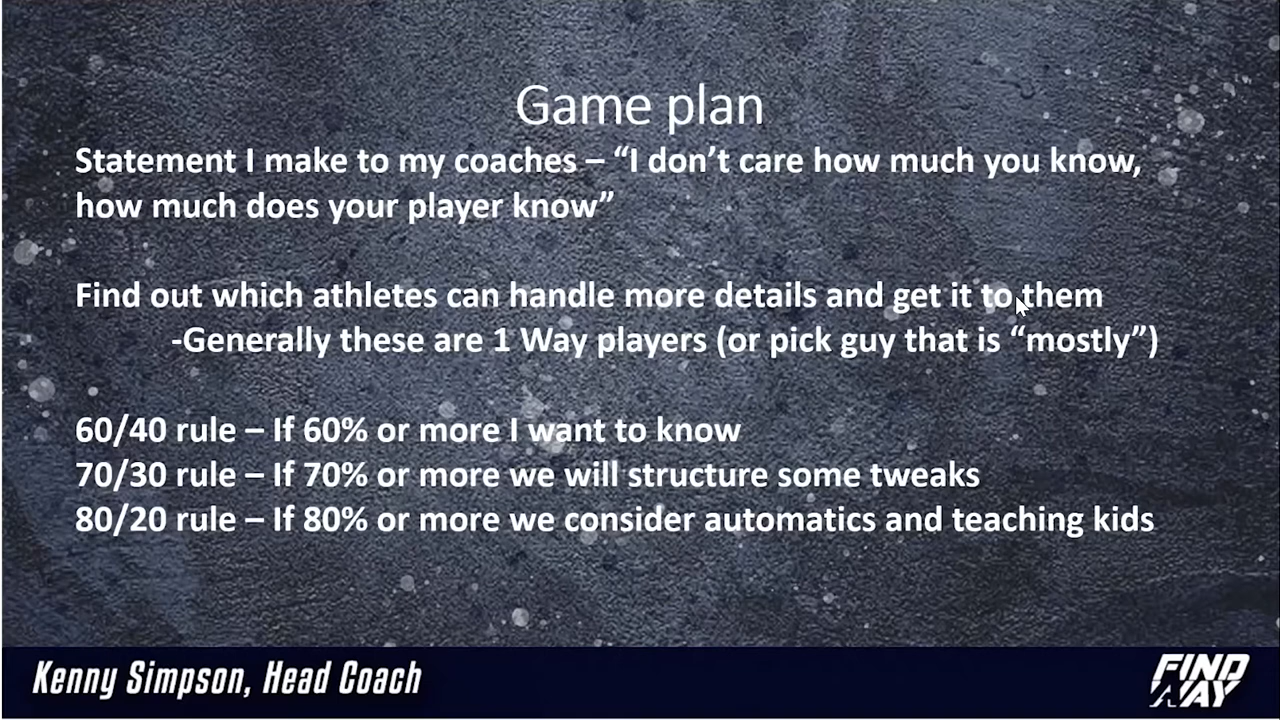 Game plan
Statement I make to my coaches – “I don’t care how much you know,
how much does your player know”
Find out which athletes can handle more details and get it to them
-Generally these are 1 Way players (or pick guy that is “mostly”)
60/40 rule – If 60% or more I want to know
70/30 rule – If 70% or more we will structure some tweaks
80/20 rule – If 80% or more we consider automatics and teaching kids
Kenny Simpson, Head Coach
FIND
A WAY